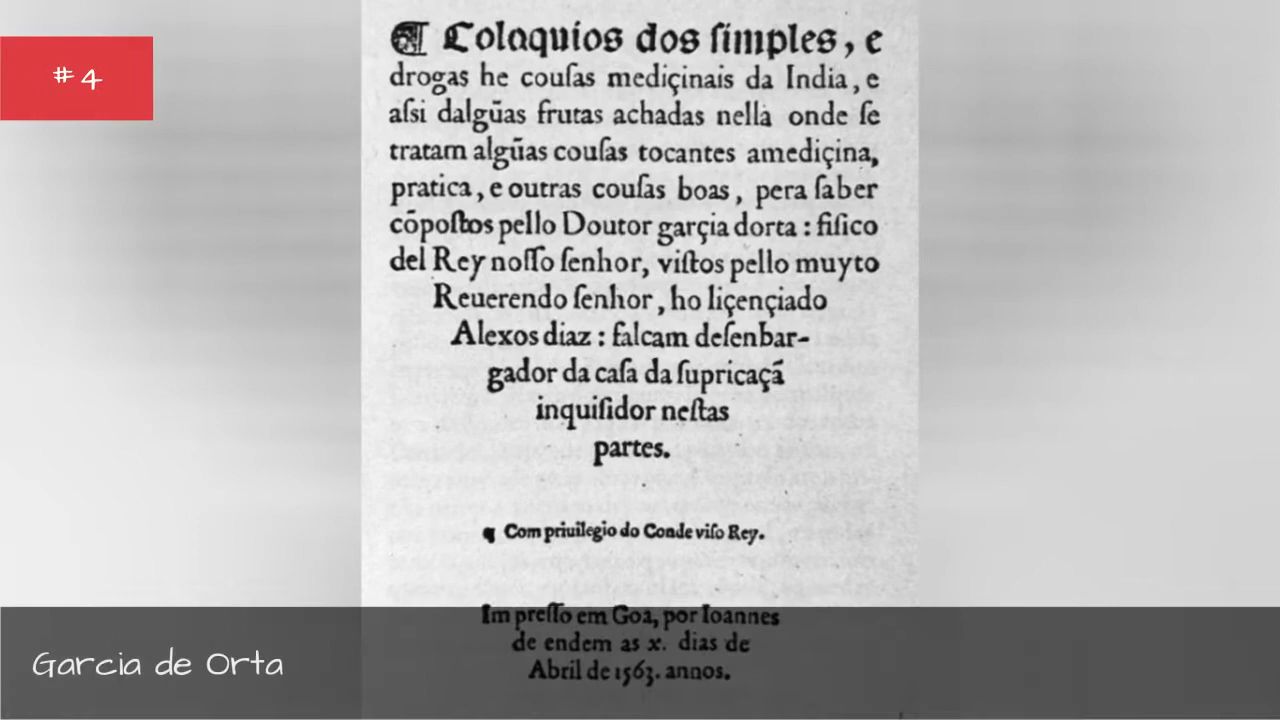 #4
¶ Coloquios dos ſimples, e
drogas he couſas mediçinais da India, e
aſsi dalgũas frutas achadas nella onde ſe
tratam algũas couſas tocantes amediçina,
pratica, e outras couſas boas, pera ſaber
cõpoſtos pello Doutor garçia dorta : fiſico
del Rey noſſo ſenhor, viſtos pello muyto
Reuerendo ſenhor, ho liçençiado
Alexos diaz : falcam deſenbar-
gador da caſa da ſupricaçã
inquiſidor neſtas
partes.
¶ Com priuilegio do Conde viſo Rey.
Im preſſo em Goa, por Ioannes
de endem as x. dias de
Abril de 1563. annos.
Garcia de Orta